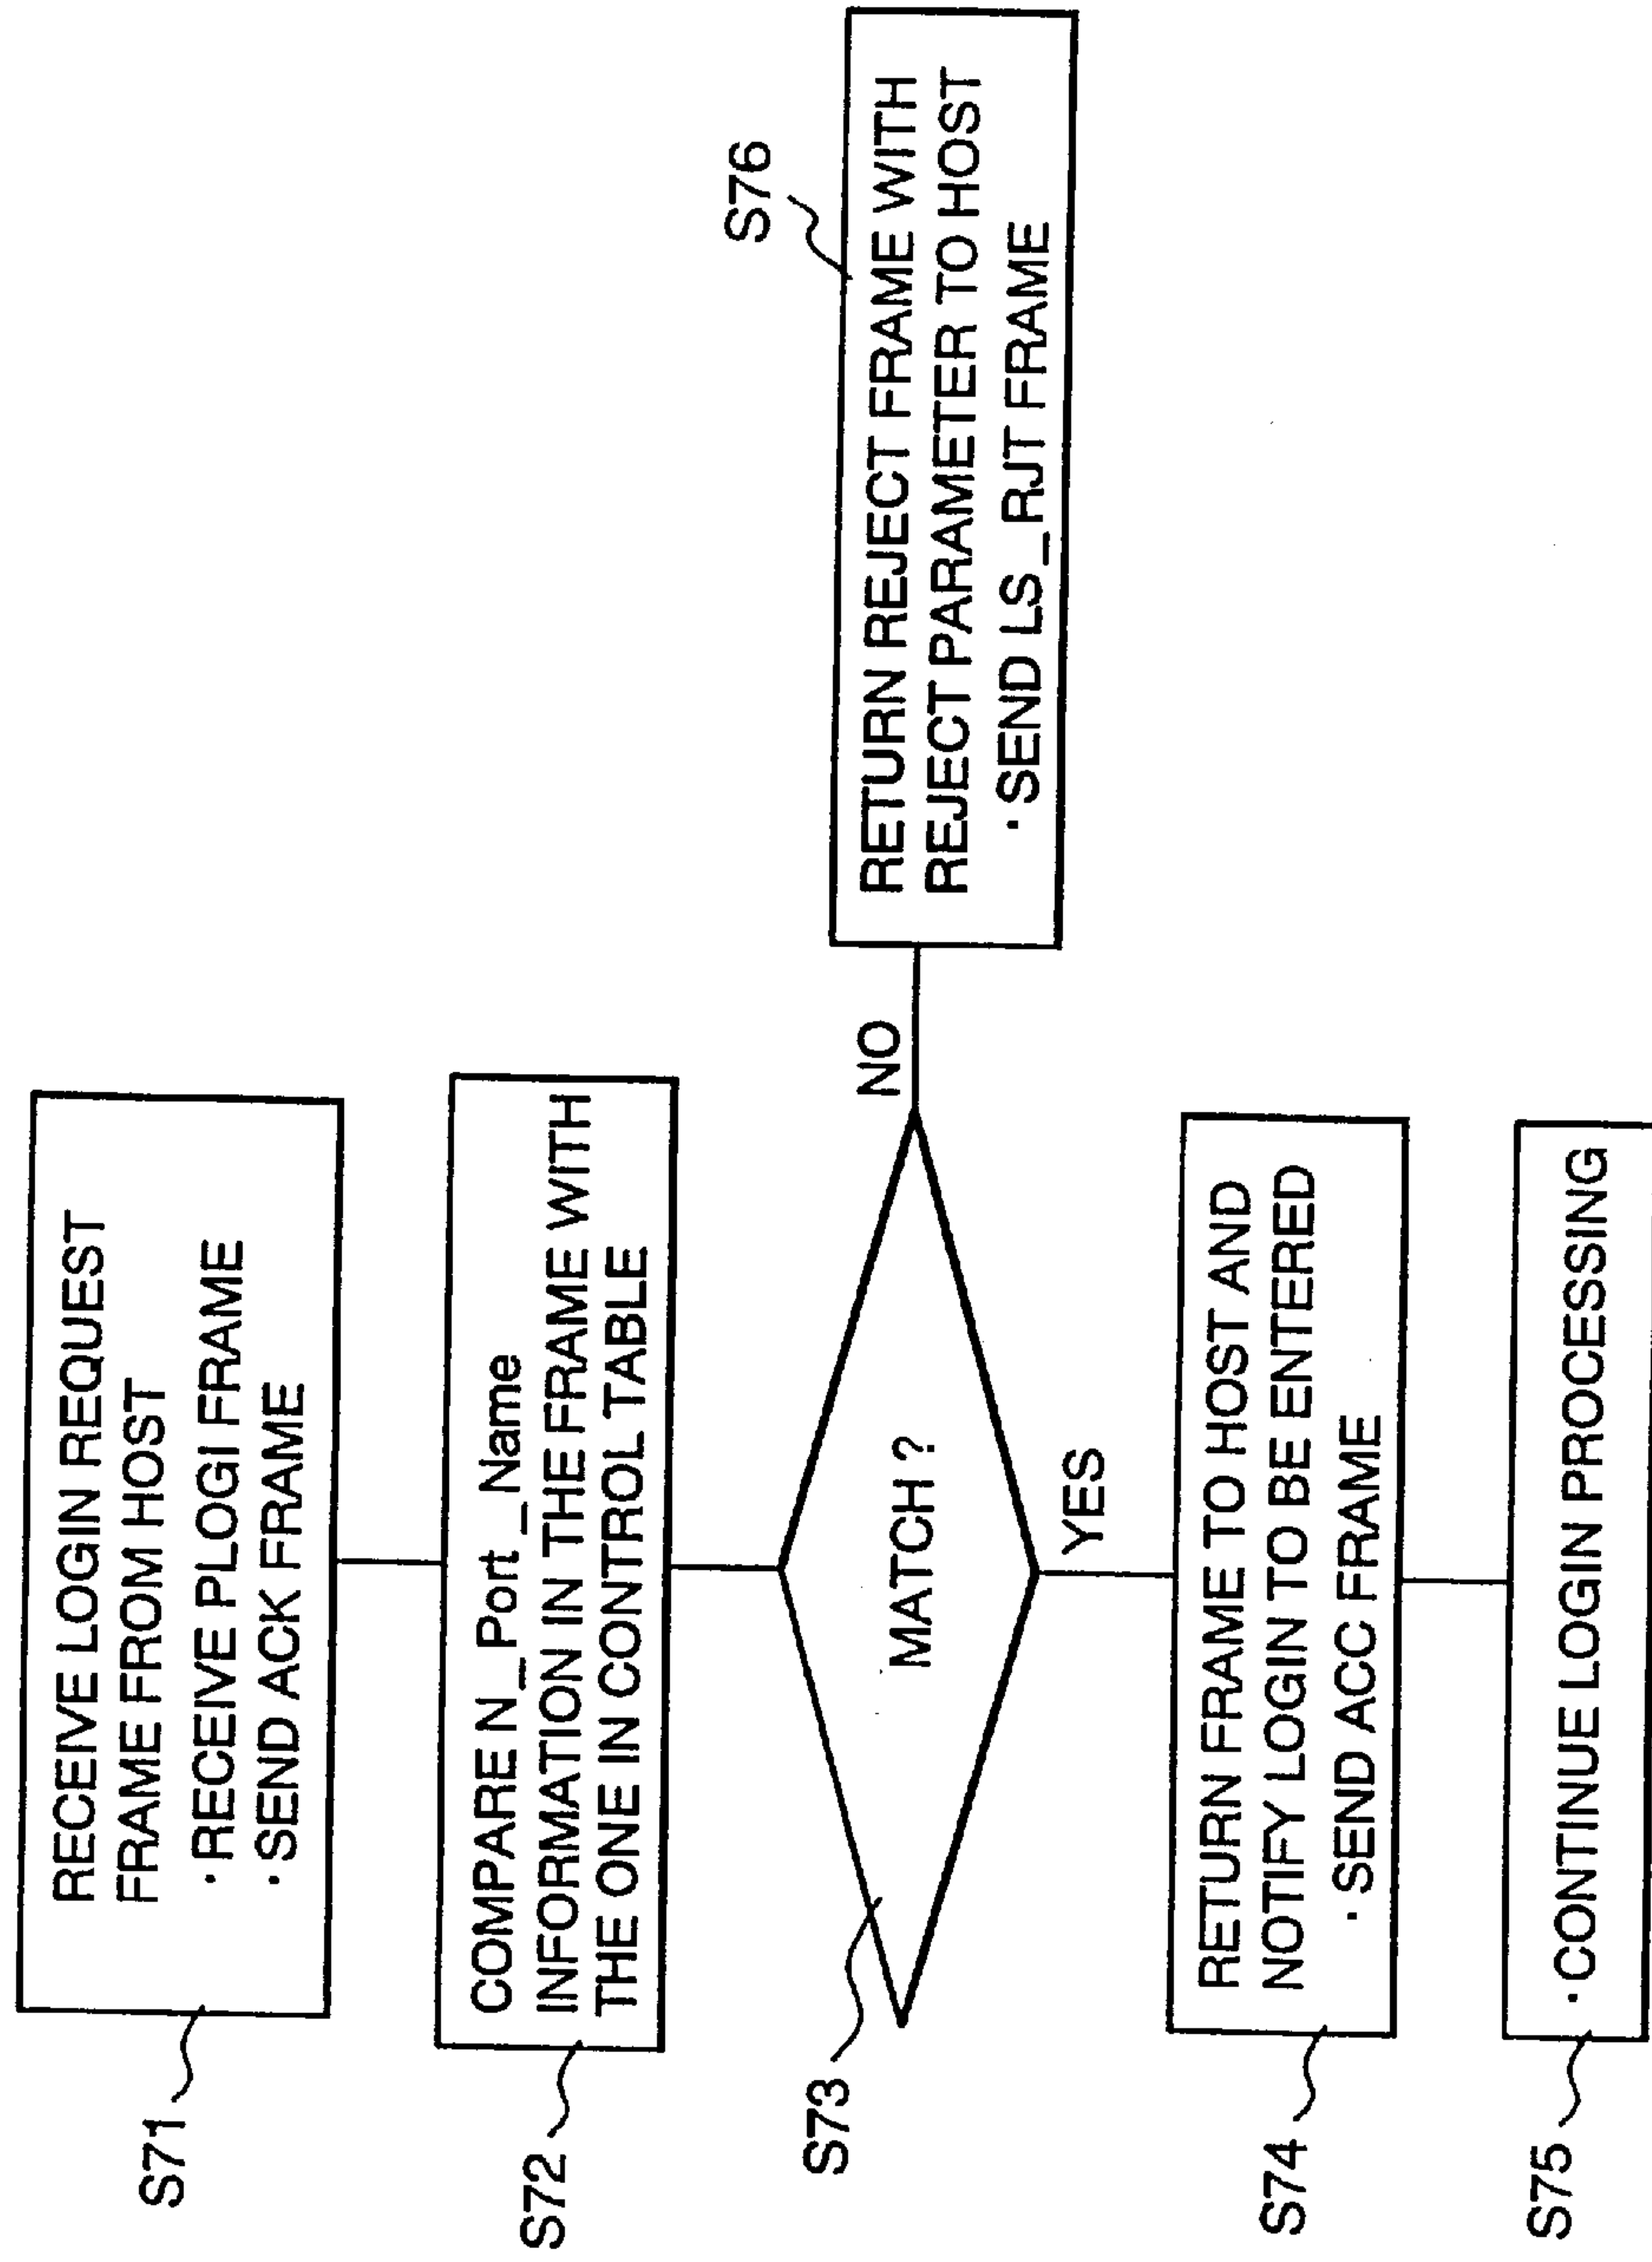 S71
RECEIVE LOGIN REQUEST
FRAME FROM HOST
· RECEIVE PLOGI FRAME
· SEND ACK FRAME
S72
COMPARE N_Port_Name
INFORMATION IN THE FRAME WITH
THE ONE IN CONTROL TABLE
S73
MATCH ?
NO
S76
RETURN REJECT FRAME WITH
REJECT PARAMETER TO HOST
· SEND LS_RJT FRAME
YES
S74
RETURN FRAME TO HOST AND
NOTIFY LOGIN TO BE ENTERED
· SEND ACC FRAME
S75
· CONTINUE LOGIN PROCESSING